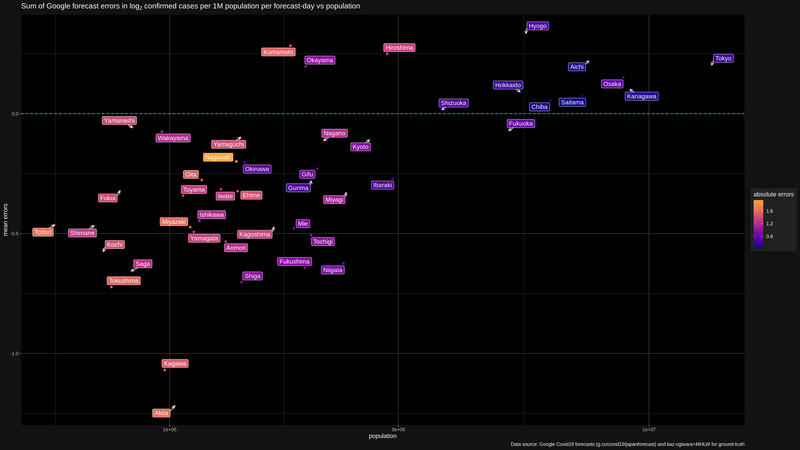 Sum of Google forecast errors in log₂ confirmed cases per 1M population per forecast-day vs population
Hyogo
Hiroshima
Kumamoto
Okayama
Tokyo
Aichi
Osaka
Hokkaido
Kanagawa
Saitama
Shizuoka
Chiba
0.0
Yamanashi
Fukuoka
Nagano
Wakayama
Yamaguchi
Kyoto
Nagasaki
Okinawa
Oita
Gifu
Ibaraki
Gunma
Toyama
Iwate
Ehime
Fukui
Miyagi
Ishikawa
Miyazaki
Mie
Tottori
Shimane
Kagoshima
-0.5
Yamagata
Tochigi
Kochi
Aomori
Saga
Fukushima
Niigata
Shiga
Tokushima
-1.0
Kagawa
Akita
mean errors
1e+06
3e+06
1e+07
population
absolute errors
1.6
1.2
0.8
Data source: Google Covid19 forecasts (g.co/covid19/japanforecast) and kaz-ogiwara+MHLW for ground-truth